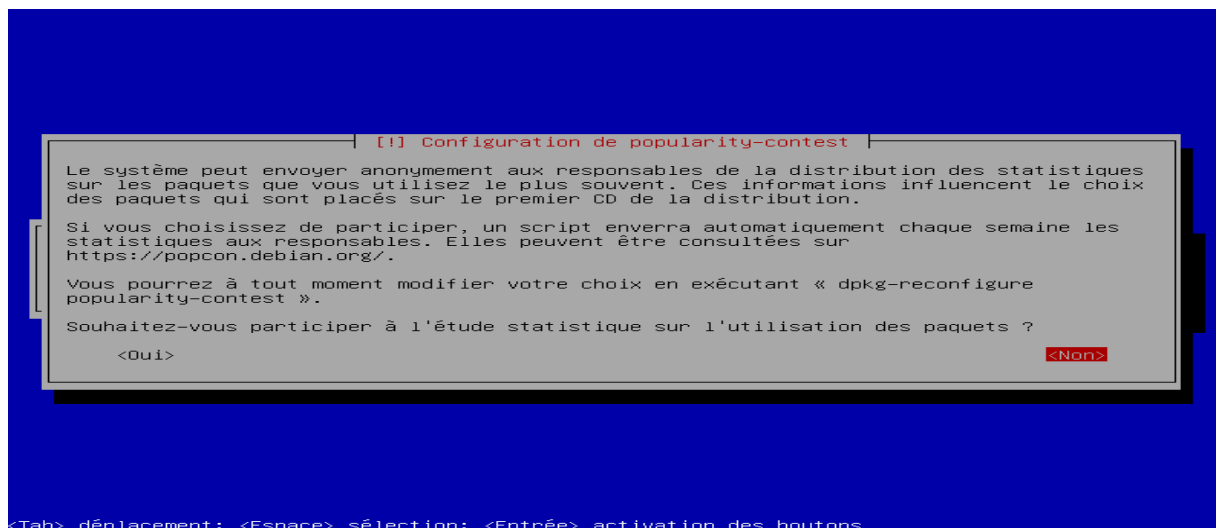 [!] Configuration de popularity-contest
Le système peut envoyer anonymement aux responsables de la distribution des statistiques
sur les paquets que vous utilisez le plus souvent. Ces informations influencent le choix
des paquets qui sont placés sur le premier CD de la distribution.
Si vous choisissez de participer, un script enverra automatiquement chaque semaine les
statistiques aux responsables. Elles peuvent être consultées sur
https://popcon.debian.org/.
Vous pourrez à tout moment modifier votre choix en exécutant « dpkg-reconfigure
popularity-contest ».
Souhaitez-vous participer à l'étude statistique sur l'utilisation des paquets ?
<Oui> <Non>
<Tab> déplacement; <Espace> sélection; <Entrée> activation des boutons